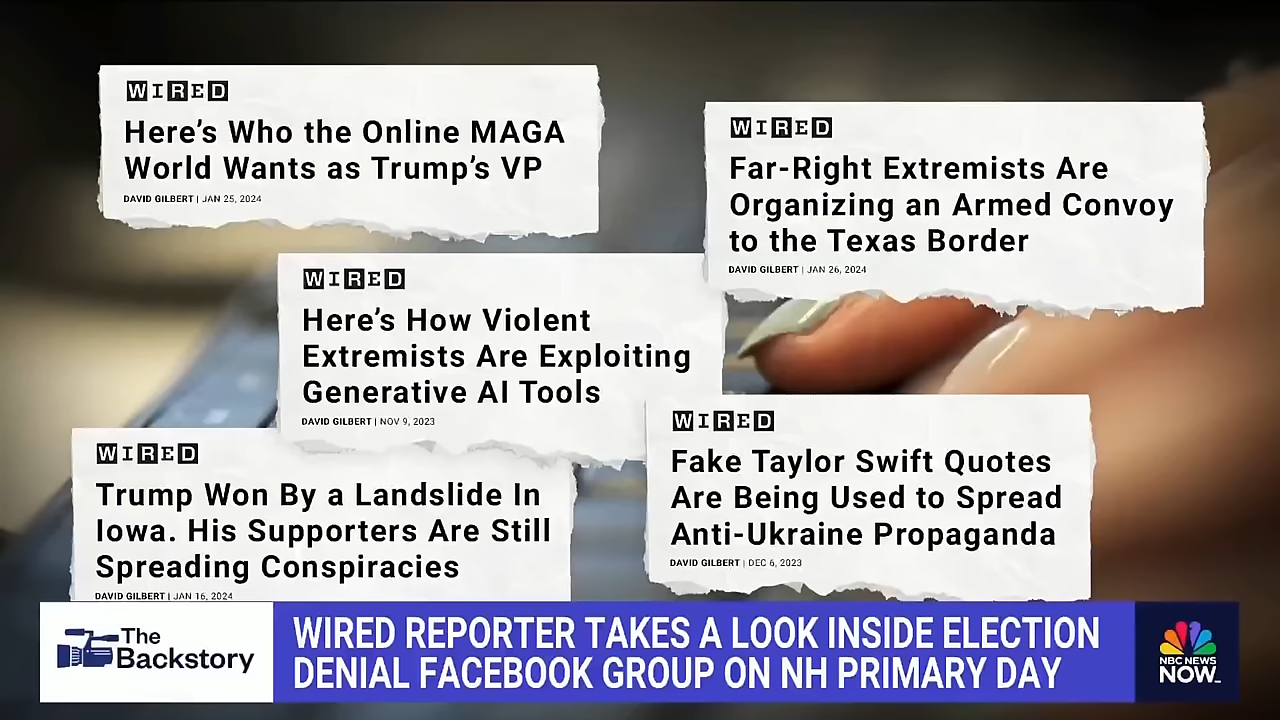 WIRED
Here's Who the Online MAGA
World Wants as Trump's VP
DAVID GILBERT | JAN 25, 2024
WIRED
Far-Right Extremists Are
Organizing an Armed Convoy
to the Texas Border
DAVID GILBERT | JAN 26, 2024
WIRED
Here's How Violent
Extremists Are Exploiting
Generative AI Tools
DAVID GILBERT | NOV 9, 2023
WIRED
Fake Taylor Swift Quotes
Are Being Used to Spread
Anti-Ukraine Propaganda
DAVID GILBERT | DEC 6, 2023
WIRED
Trump Won By a Landslide In
Iowa. His Supporters Are Still
Spreading Conspiracies
DAVID GILBERT | JAN 16, 2024
The
Backstory
WIRED REPORTER TAKES A LOOK INSIDE ELECTION
DENIAL FACEBOOK GROUP ON NH PRIMARY DAY
NBC NEWS
NOW